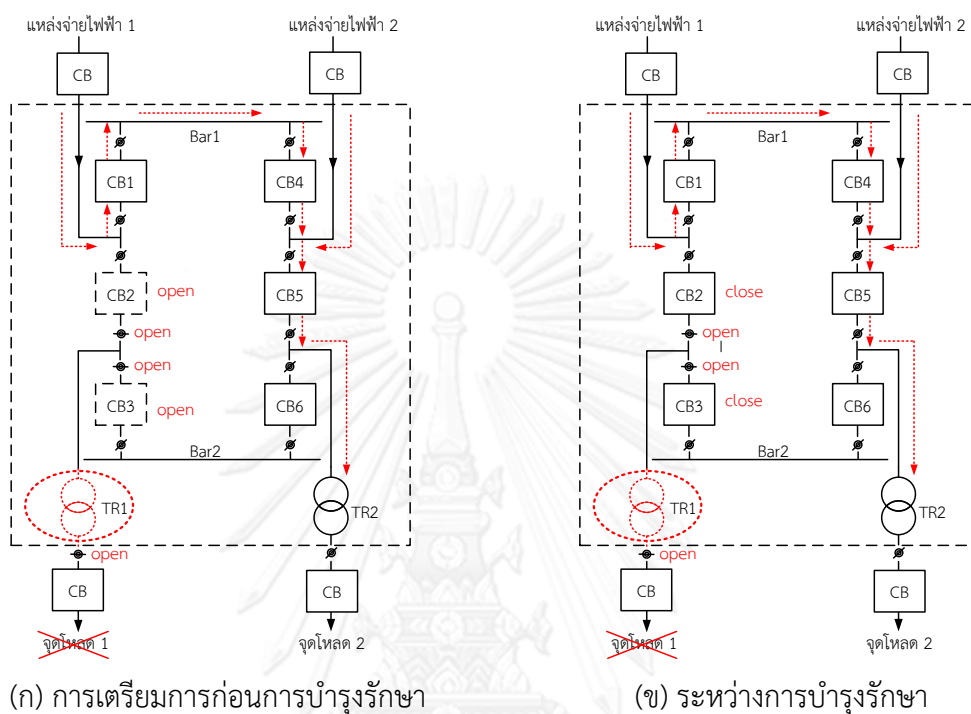 แหล่งจ่ายไฟฟ้า 1
แหล่งจ่ายไฟฟ้า 2
CB
CB
Bar1
CB1
CB4
CB2
open
CB5
open
open
CB3
open
CB6
Bar2
TR1
TR2
open
CB
CB
จุดโหลด 1
จุดโหลด 2
(ก) การเตรียมการก่อนการบำรุงรักษา
แหล่งจ่ายไฟฟ้า 1
แหล่งจ่ายไฟฟ้า 2
CB
CB
Bar1
CB1
CB4
CB2
close
CB5
open
open
CB3
close
CB6
Bar2
TR1
TR2
open
CB
CB
จุดโหลด 1
จุดโหลด 2
(ข) ระหว่างการบำรุงรักษา